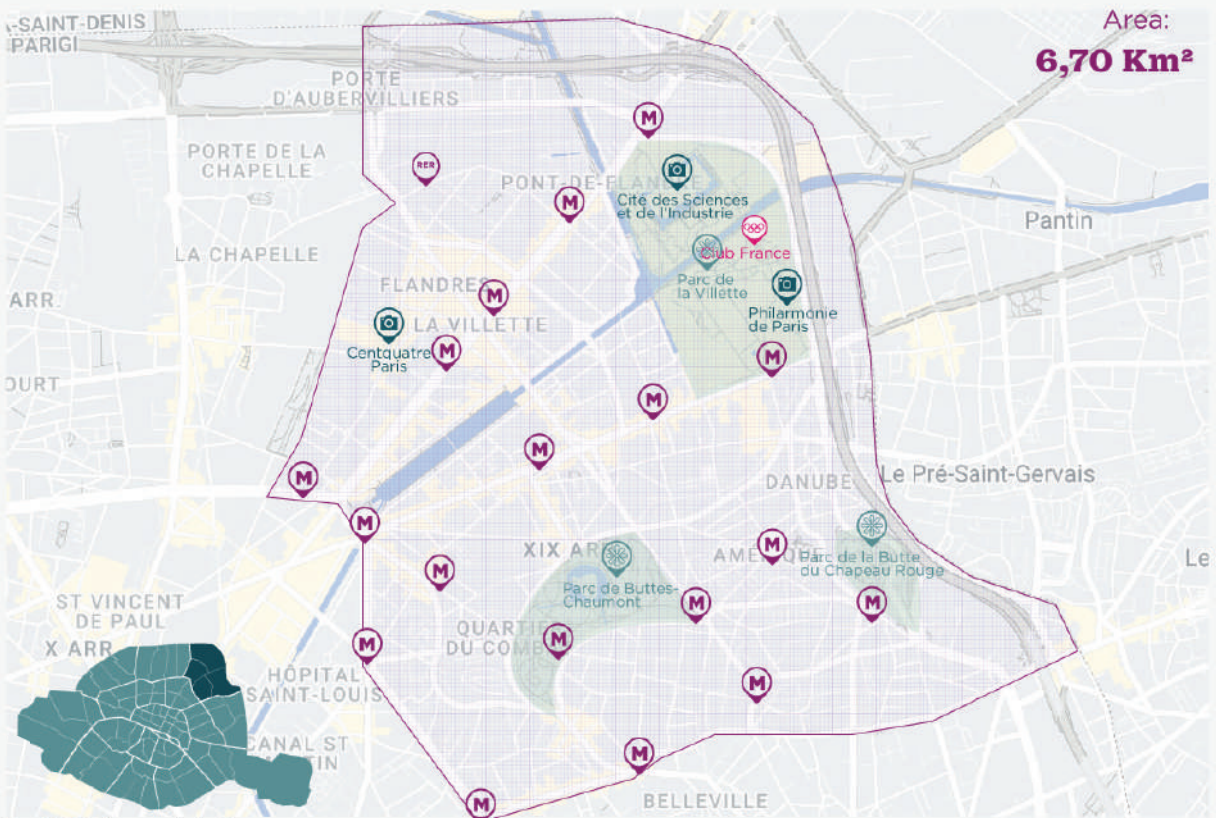 Area:
6,70 Km²
-SAINT-DENIS
PARIGI
PORTE
D'AUBERVILLIERS
PORTE DE LA
CHAPELLE
RER
M
M
PONT-DE-FLANDRE
Cité des Sciences
et de l'Industrie
Pantin
LA CHAPELLE
Club France
Parc de
la Villette
FLANDRES
M
Philarmonie
de Paris
ARR.
LA VILLETTE
Centquatre
Paris
M
M
OURT
M
M
M
DANUBE
Le Pré-Saint-Gervais
M
XIX ARR
AMÉRIQUE
M
Parc de la Butte
du Chapeau Rouge
Le
M
Parc de Buttes-
Chaumont
M
M
ST VINCENT
DE PAUL
X ARR
QUARTIER
DU COMBAT
M
M
HÔPITAL
SAINT-LOUIS
M
CANAL ST
MARTIN
M
M
BELLEVILLE